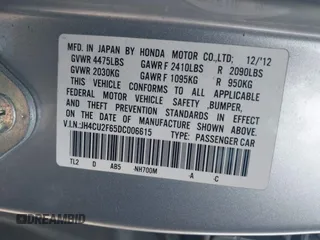 MFD. IN JAPAN BY HONDA MOTOR CO.,LTD; 12/'12
GVWR 4475LBS GAWR F 2410LBS R 2090LBS
GVWR 2030KG GAWR F 1095KG R 950KG
THIS VEHICLE CONFORMS TO ALL APPLICABLE
FEDERAL MOTOR VEHICLE SAFETY ,BUMPER,
AND THEFT PREVENTION STANDARDS IN EFFECT
ON THE DATE OF MANUFACTURE SHOWN ABOVE.
V.I.N.:JH4CU2F65DC006615 TYPE: PASSENGER CAR
TL2 D AB5 NH700M A C
DREAMBID